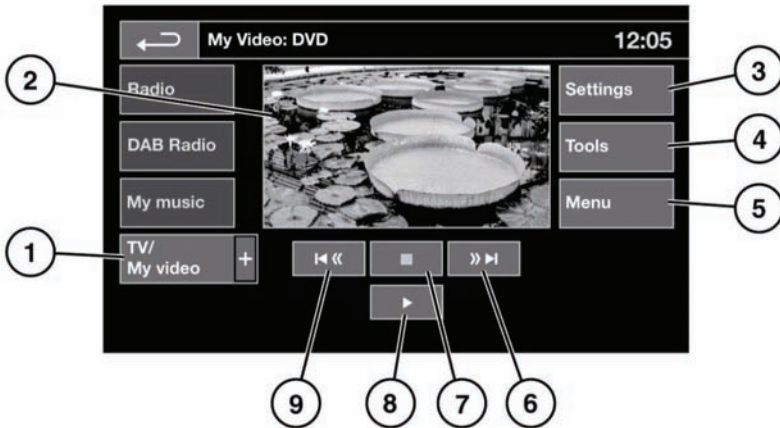 My Video: DVD
12:05
Radio
DAB Radio
My music
TV/
My video
+
Settings
Tools
Menu
1
2
3
4
5
6
7
8
9